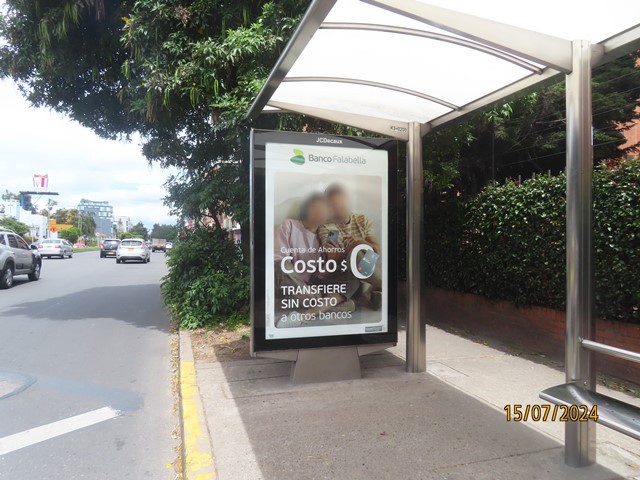 JCDecaux
Banco Falabella
Cuenta de Ahorros
Costo $0
TRANSFIERE
SIN COSTO
a otros bancos
15/07/2024